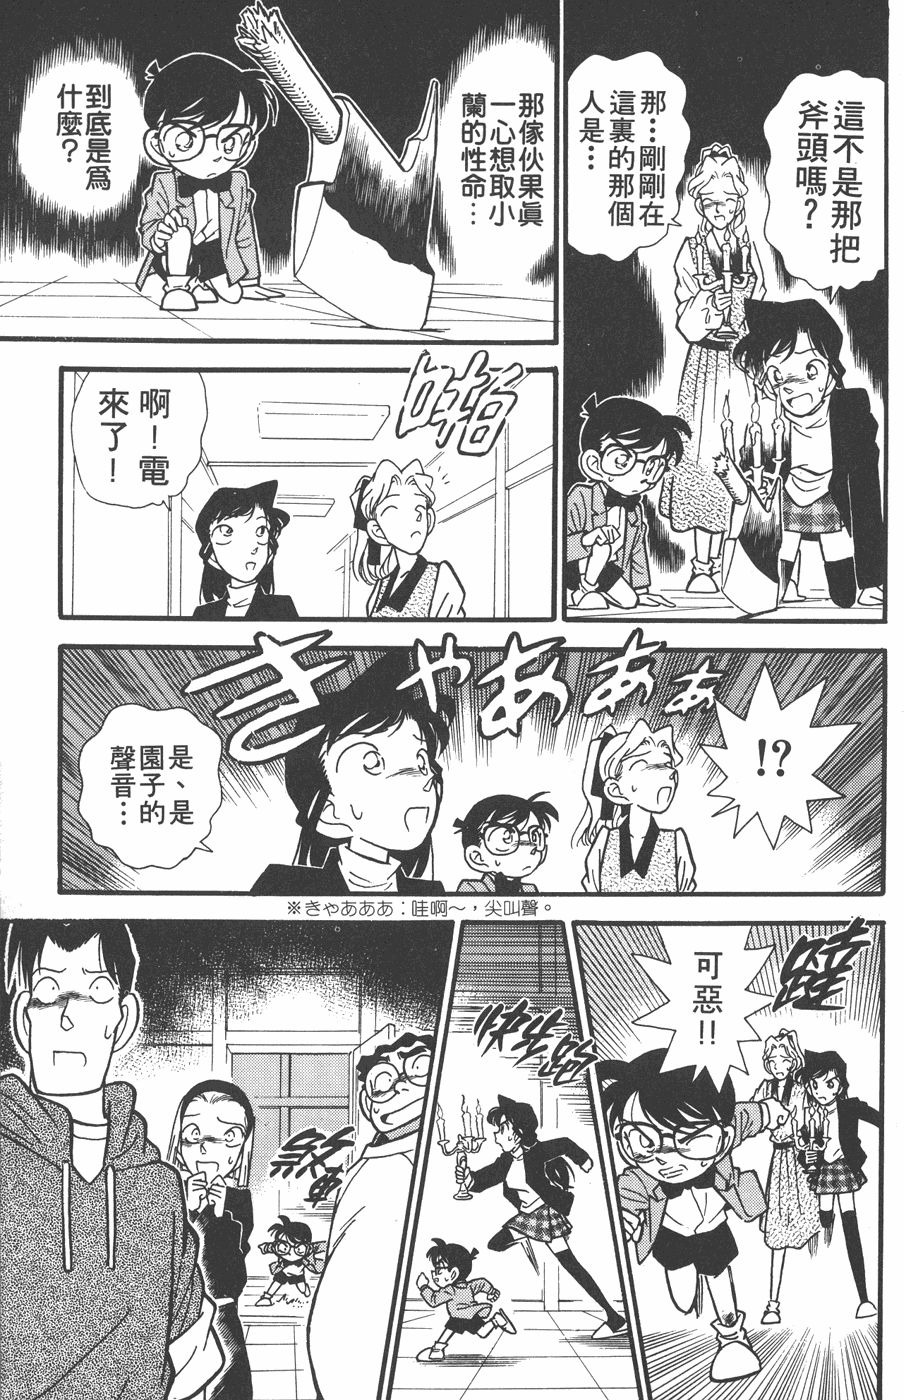 這不是那把
斧頭嗎？
那…剛剛在
這裏的那個
人是…
那傢伙果真
一心想取小
蘭的性命…
到底是為
什麼？
啪
啊！電
來了！
!?
きゃあぁぁ
是、是
園子的
聲音…
※きゃあああ：哇啊～，尖叫聲。
可惡!!